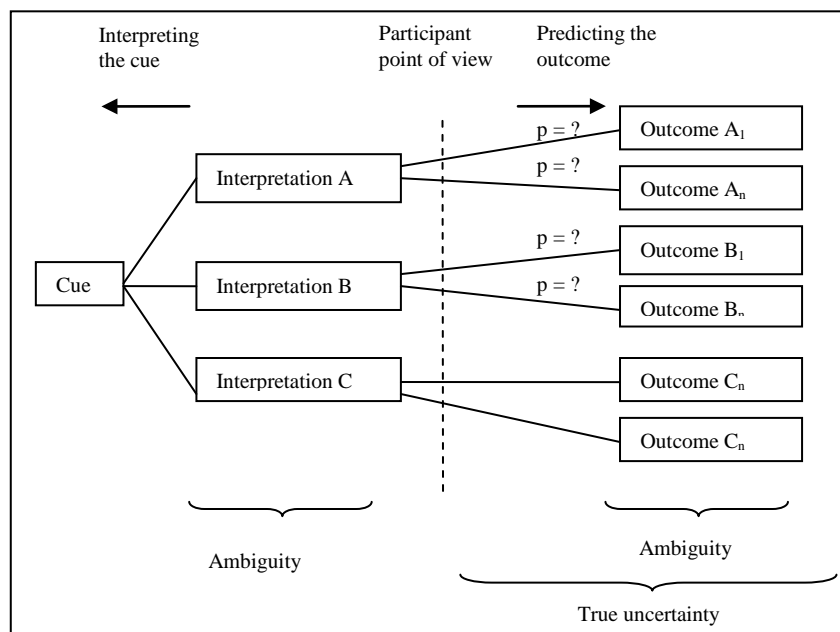 Interpreting
the cue
Participant
point of view
Predicting the
outcome
p = ?
Outcome A₁
p = ?
Interpretation A
Outcome Aₙ
p = ?
Outcome B₁
Cue
Interpretation B
p = ?
Outcome Bₙ
Interpretation C
Outcome Cₙ
Outcome Cₙ
Ambiguity
Ambiguity
True uncertainty